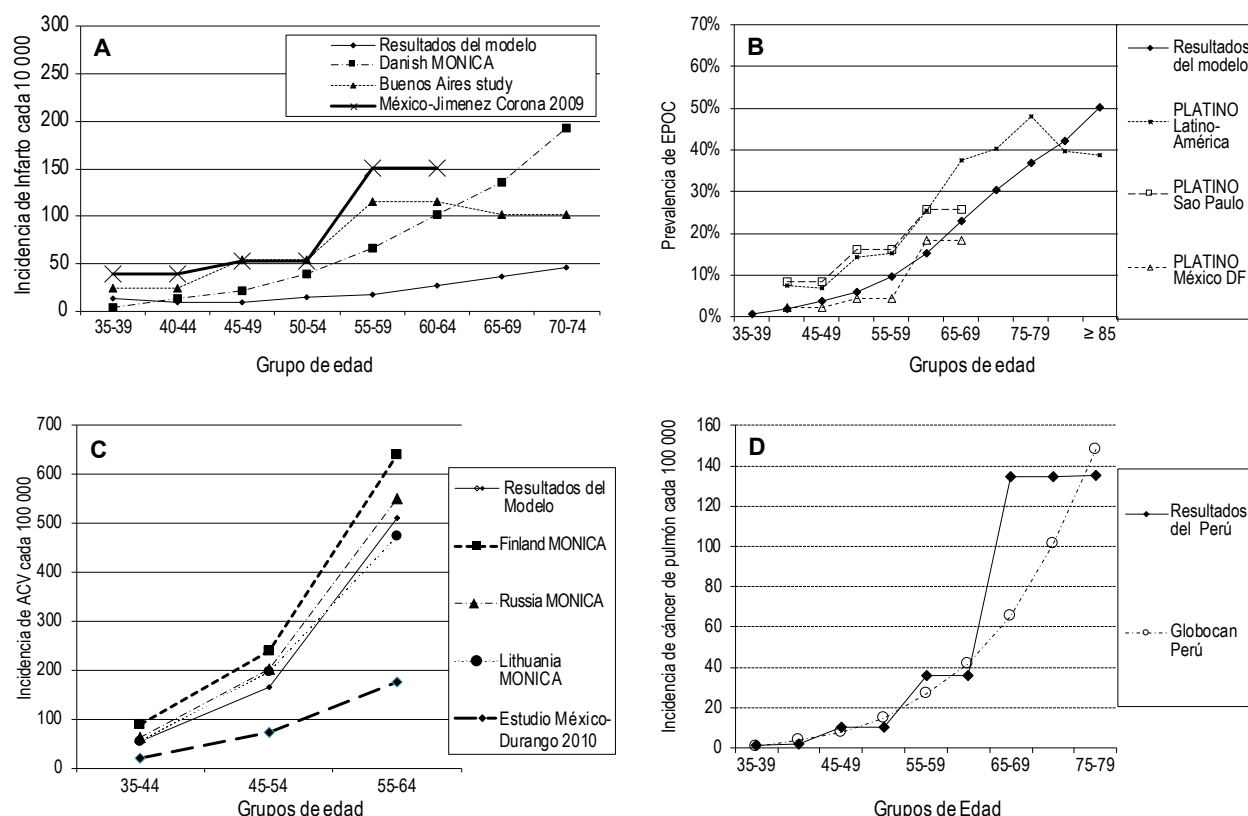 A
Incidencia de Infarto cada 10 000
300
250
200
150
100
50
0
Resultados del modelo
Danish MONICA
Buenos Aires study
México-Jimenez Corona 2009
35-39 40-44 45-49 50-54 55-59 60-64 65-69 70-74
Grupo de edad
B
Prevalencia de EPOC
70%
60%
50%
40%
30%
20%
10%
0%
35-39 45-49 55-59 65-69 75-79 ≥ 85
Grupos de edad
Resultados
del modelo
PLATINO
Latino-
América
PLATINO
Sao Paulo
PLATINO
México DF
C
Incidencia de ACV cada 100 000
700
600
500
400
300
200
100
0
35-44 45-54 55-64
Grupos de edad
Resultados del
Modelo
Finland MONICA
Russia MONICA
Lithuania
MONICA
Estudio México-
Durango 2010
D
Incidencia de cáncer de pulmón cada 100 000
160
140
120
100
80
60
40
20
0
35-39 45-49 55-59 65-69 75-79
Grupos de Edad
Resultados
del Perú
Globocan
Perú